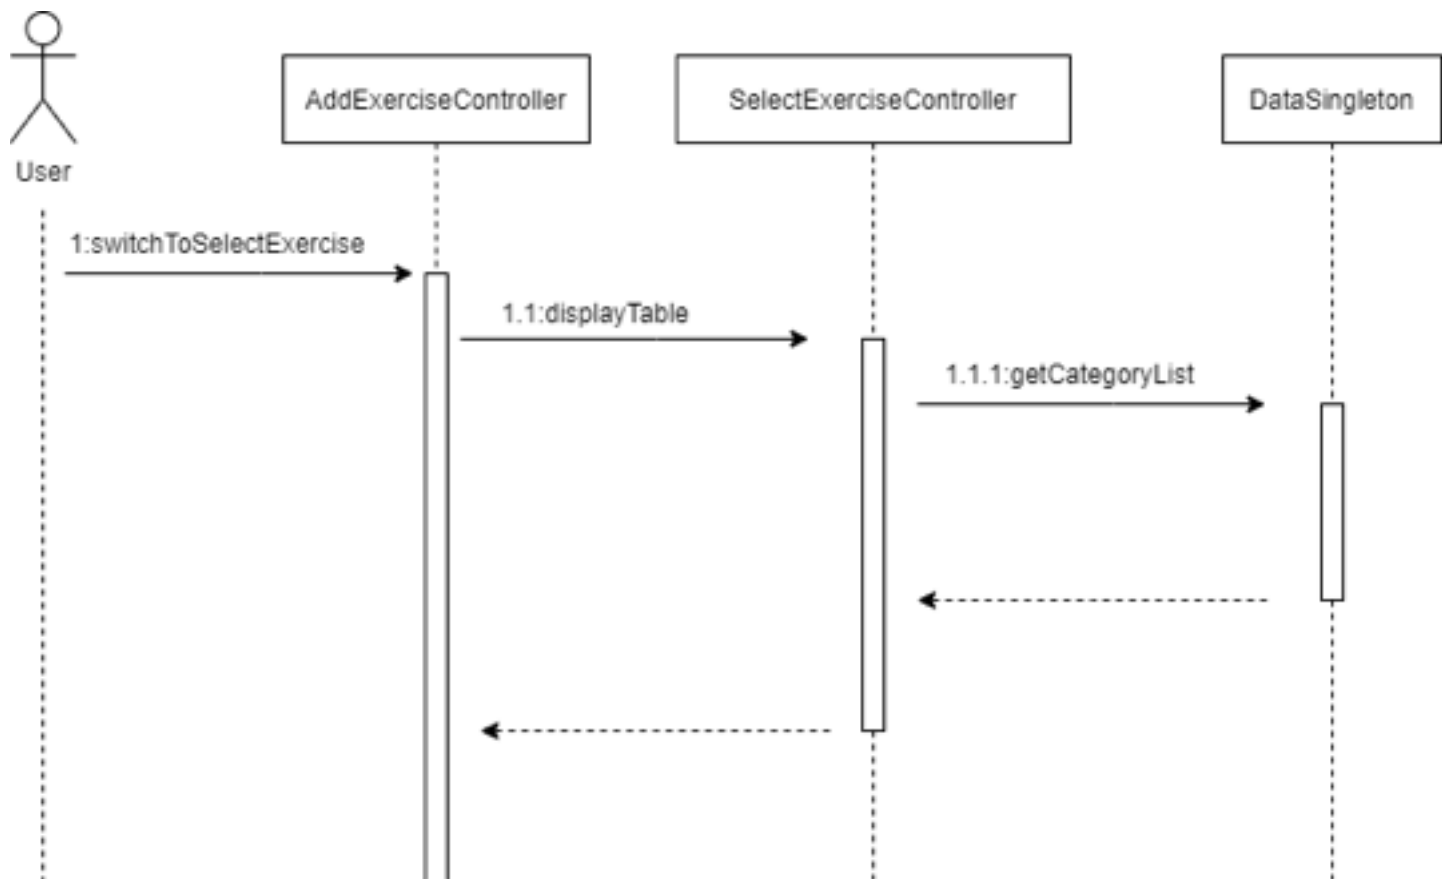 AddExerciseController
SelectExerciseController
DataSingleton
User
1:switchToSelectExercise
1.1:displayTable
1.1.1:getCategoryList